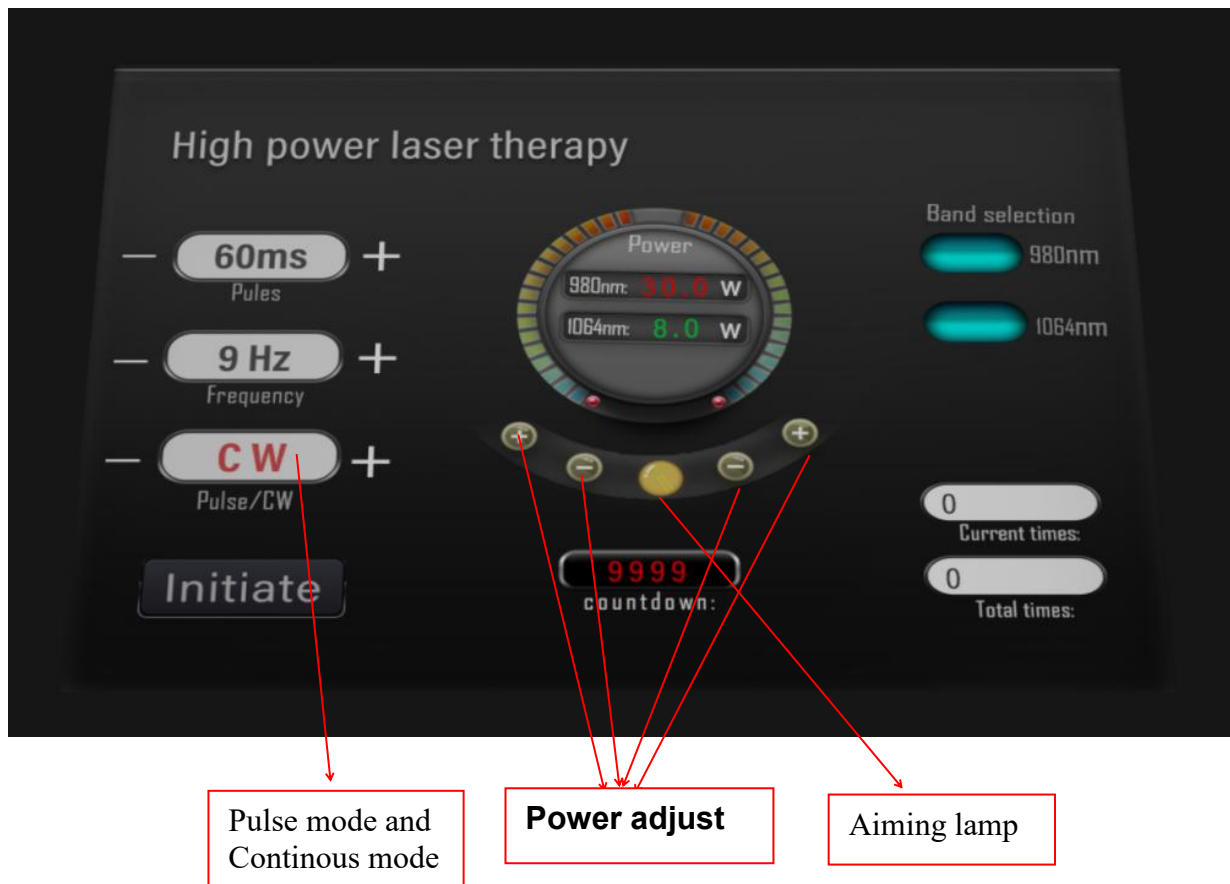 High power laser therapy
− 60ms +
Pules
− 9 Hz +
Frequency
− C W +
Pulse/CW
Initiate
Power
980nm: 30.0 W
1064nm: 8.0 W
+ − − +
9999
countdown:
Band selection
980nm
1064nm
0
Current times:
0
Total times:
Pulse mode and
Continous mode
Power adjust
Aiming lamp